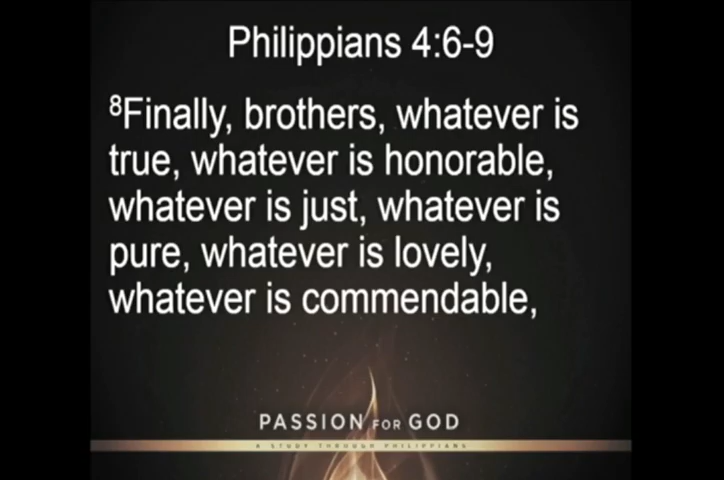 Philippians 4:6-9
⁸Finally, brothers, whatever is
true, whatever is honorable,
whatever is just, whatever is
pure, whatever is lovely,
whatever is commendable,
PASSION FOR GOD
A STUDY THROUGH PHILIPPIANS